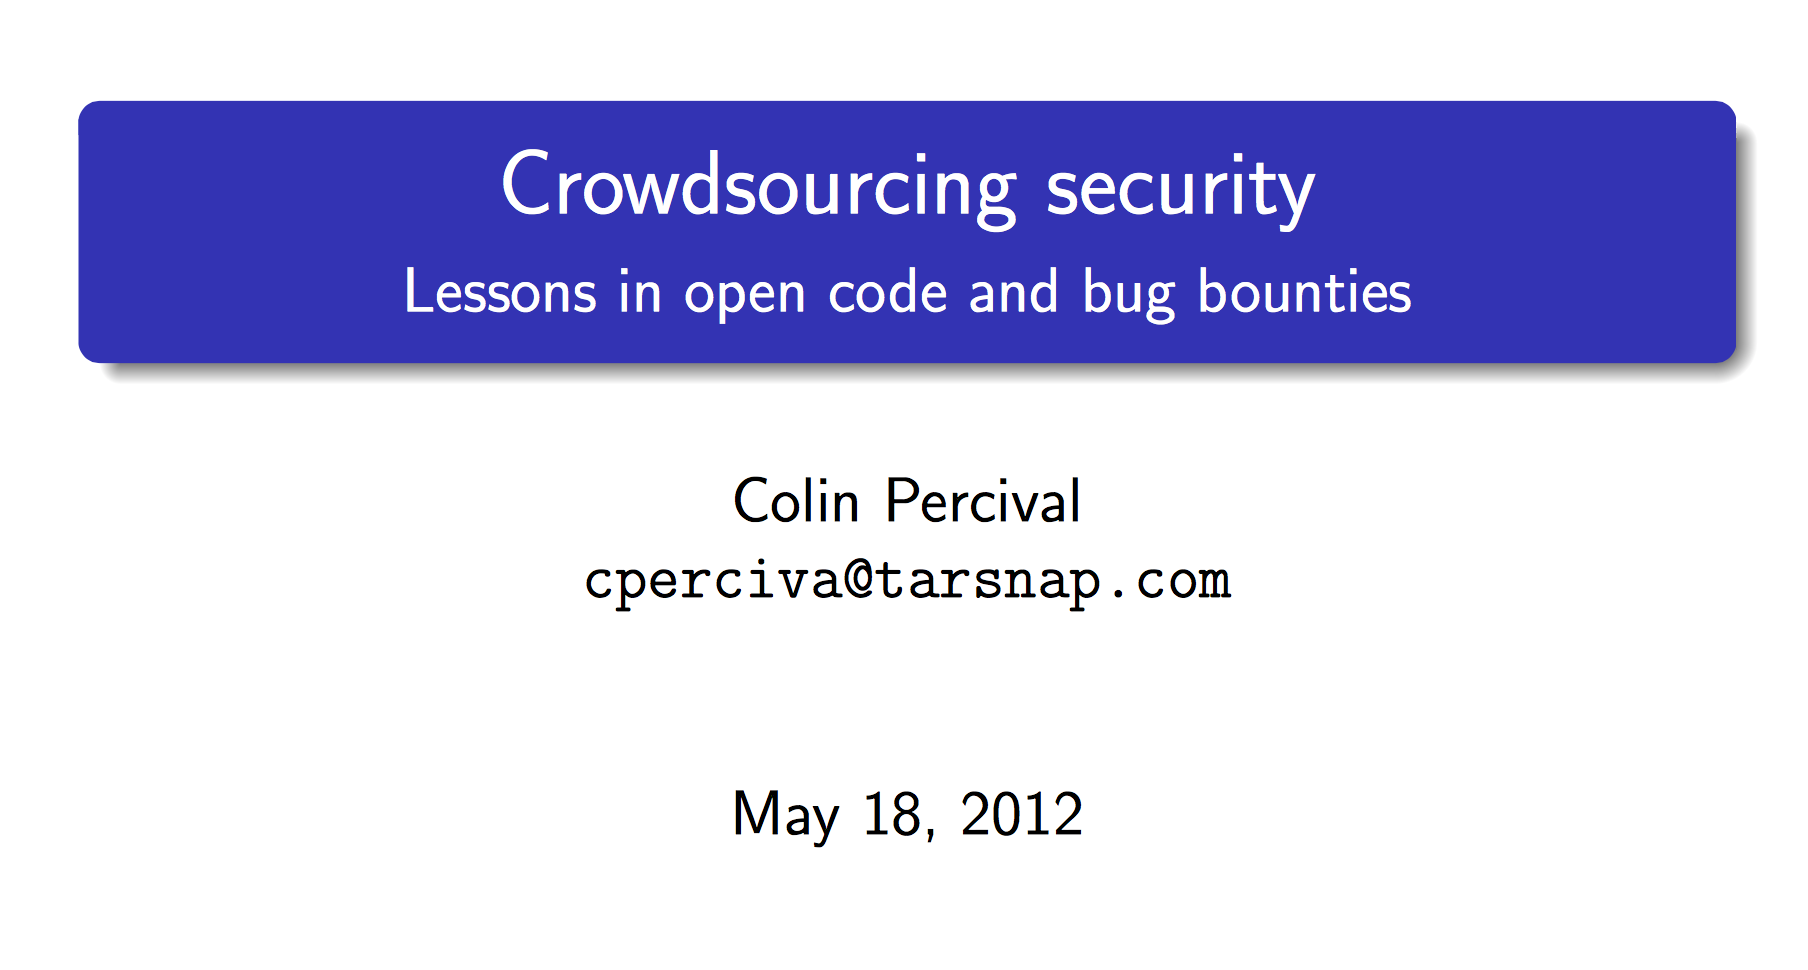 Crowdsourcing security
Lessons in open code and bug bounties
Colin Percival
cperciva@tarsnap.com
May 18, 2012